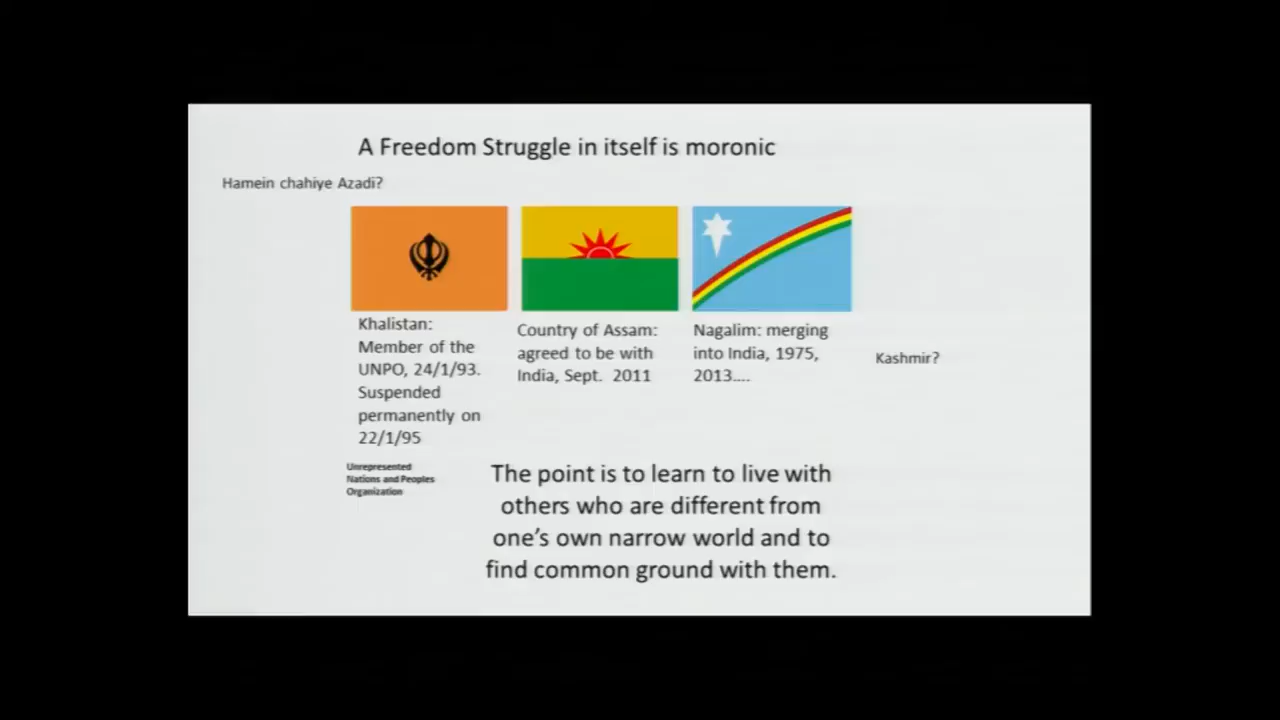 A Freedom Struggle in itself is moronic
Hamein chahiye Azadi?
Khalistan:
Member of the
UNPO, 24/1/93.
Suspended
permanently on
22/1/95
Country of Assam:
agreed to be with
India, Sept. 2011
Nagalim: merging
into India, 1975,
2013....
Kashmir?
Unrepresented
Nations and Peoples
Organization
The point is to learn to live with
others who are different from
one's own narrow world and to
find common ground with them.